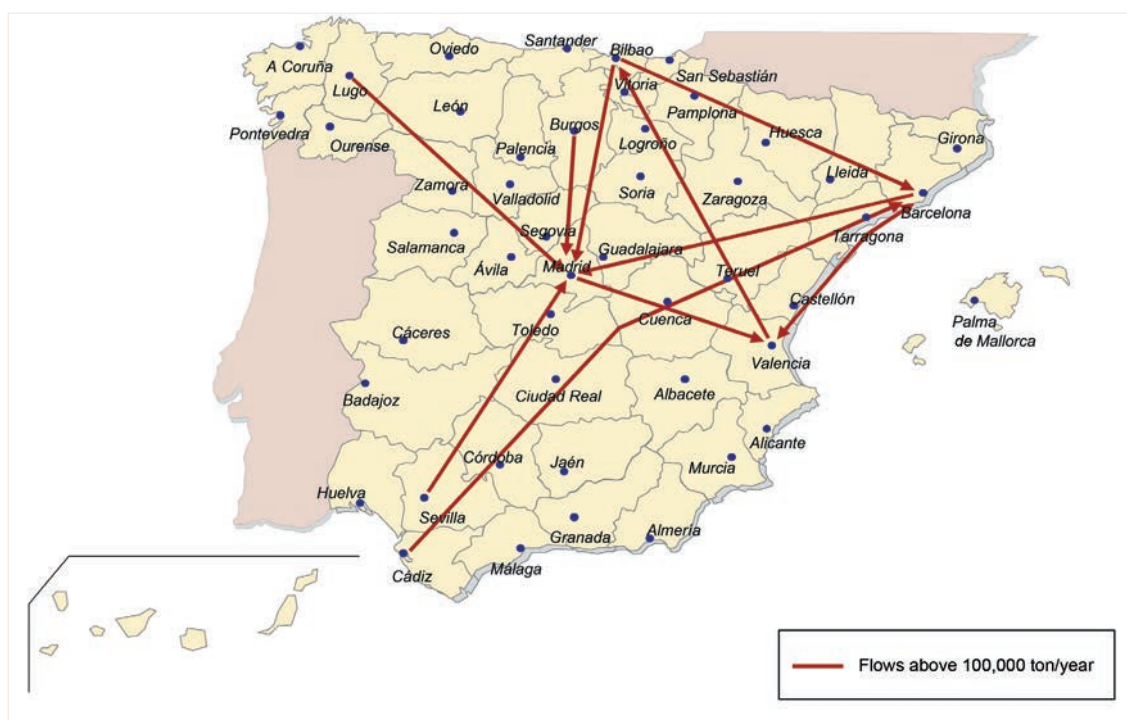 Santander
Oviedo
Bilbao
A Coruña
San Sebastián
Lugo
Vitoria
León
Pamplona
Burgos
Pontevedra
Logroño
Huesca
Girona
Ourense
Palencia
Lleida
Zamora
Valladolid
Soria
Zaragoza
Barcelona
Segovia
Tarragona
Salamanca
Guadalajara
Ávila
Madrid
Teruel
Castellón
Cuenca
Toledo
Palma
de Mallorca
Cáceres
Valencia
Badajoz
Ciudad Real
Albacete
Alicante
Córdoba
Jaén
Murcia
Huelva
Sevilla
Granada
Almería
Cádiz
Málaga
Flows above 100,000 ton/year